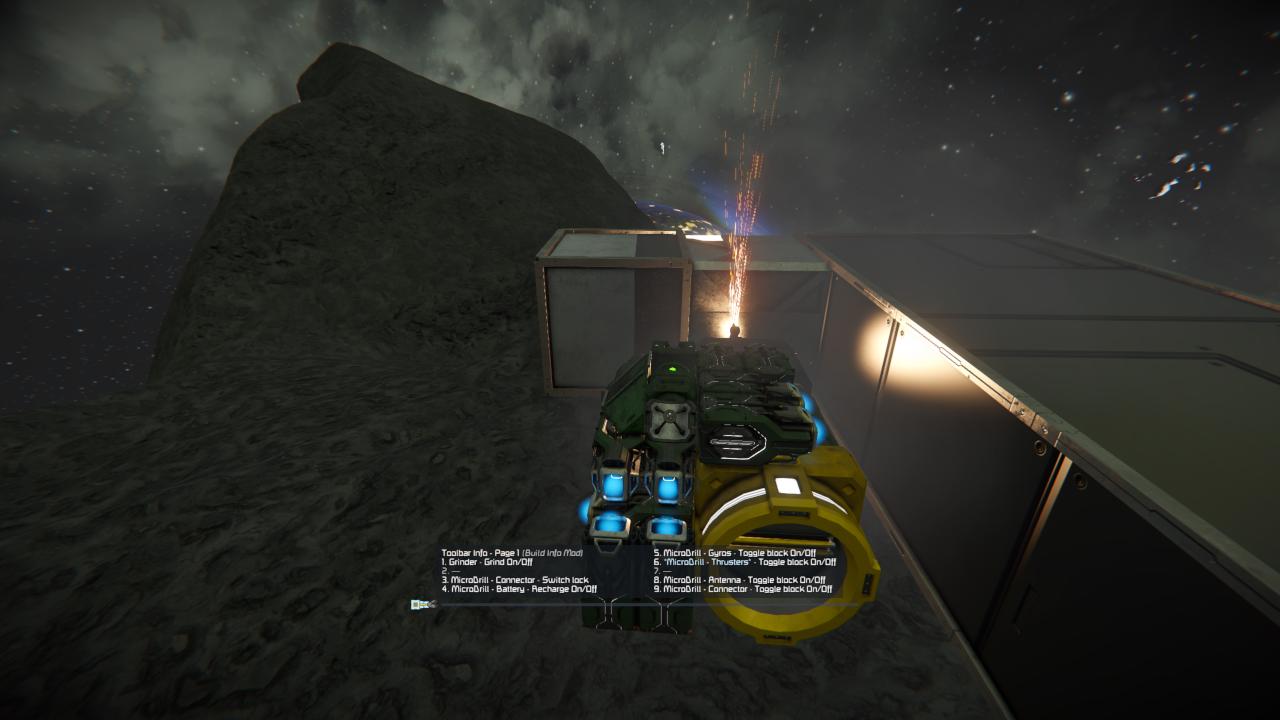 Toolbar Info - Page 1 (Build Info Mod)
1. Grinder - Grind On/Off
2. —
3. MicroDrill - Connector - Switch lock
4. MicroDrill - Battery - Recharge On/Off
5. MicroDrill - Gyros - Toggle block On/Off
6. "MicroDrill - Thrusters" - Toggle block On/Off
7. —
8. MicroDrill - Antenna - Toggle block On/Off
9. MicroDrill - Connector - Toggle block On/Off